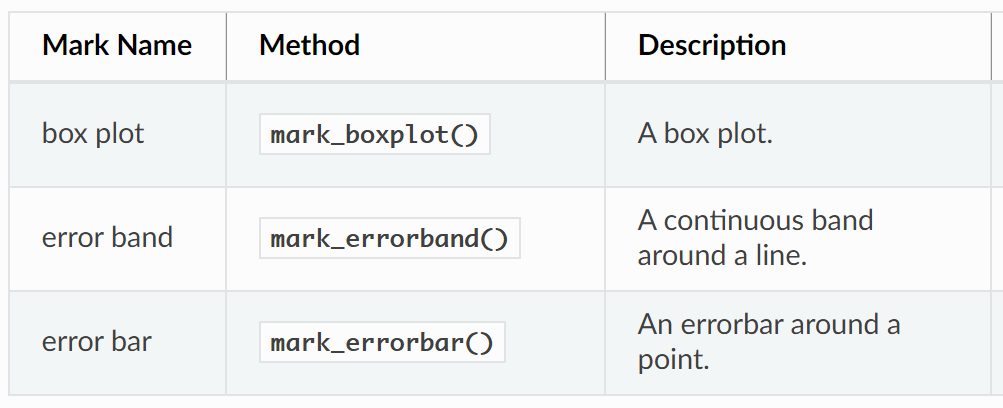 Mark Name Method Description
box plot mark_boxplot() A box plot.
error band mark_errorband() A continuous band
around a line.
error bar mark_errorbar() An errorbar around a
point.